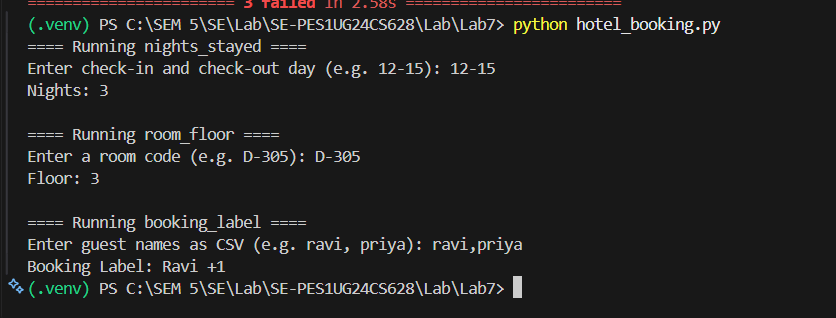 ======================= 3 failed in 2.58s ========================
(.venv) PS C:\SEM 5\SE\Lab\SE-PES1UG24CS628\Lab\Lab7> python hotel_booking.py
==== Running nights_stayed ====
Enter check-in and check-out day (e.g. 12-15): 12-15
Nights: 3
==== Running room_floor ====
Enter a room code (e.g. D-305): D-305
Floor: 3
==== Running booking_label ====
Enter guest names as CSV (e.g. ravi, priya): ravi,priya
Booking Label: Ravi +1
(.venv) PS C:\SEM 5\SE\Lab\SE-PES1UG24CS628\Lab\Lab7>